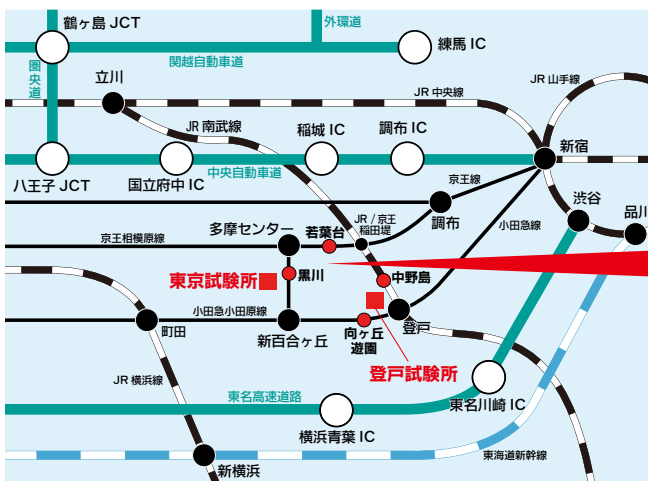 鶴ヶ島 JCT
外環道
練馬 IC
関越自動車道
圏央道
立川
JR 中央線
JR 山手線
JR 南武線
稲城 IC
調布 IC
新宿
八王子 JCT
国立府中 IC
中央自動車道
京王線
渋谷
品川
調布
小田急線
多摩センター
若葉台
JR / 京王
稲田堤
京王相模原線
東京試験所
黒川
中野島
小田急小田原線
町田
新百合ヶ丘
向ヶ丘
遊園
登戸
登戸試験所
JR 横浜線
東名高速道路
東名川崎 IC
横浜青葉 IC
東海道新幹線
新横浜